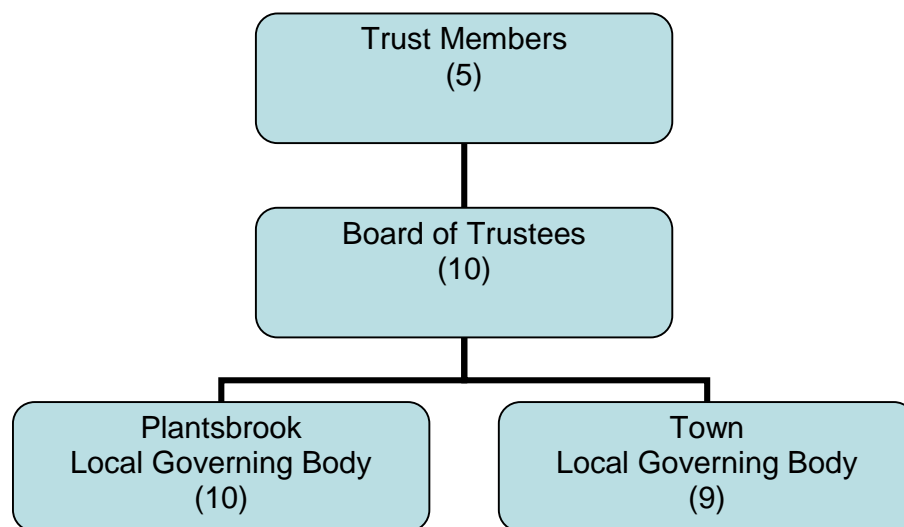 Trust Members
(5)
Board of Trustees
(10)
Plantsbrook
Local Governing Body
(10)
Town
Local Governing Body
(9)